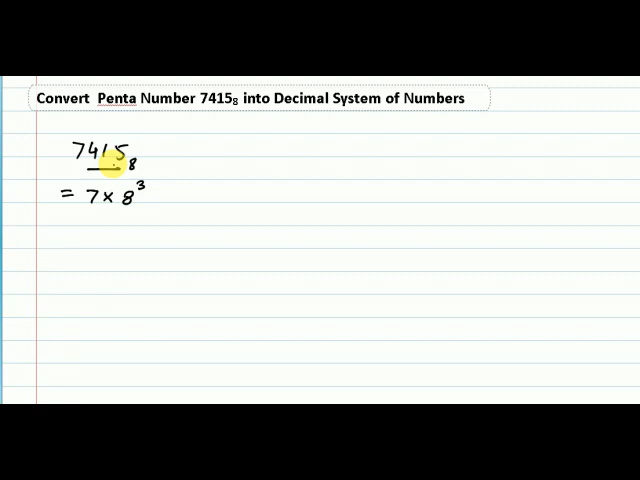 Convert Penta Number 7415₈ into Decimal System of Numbers
7415₈
= 7 × 8³